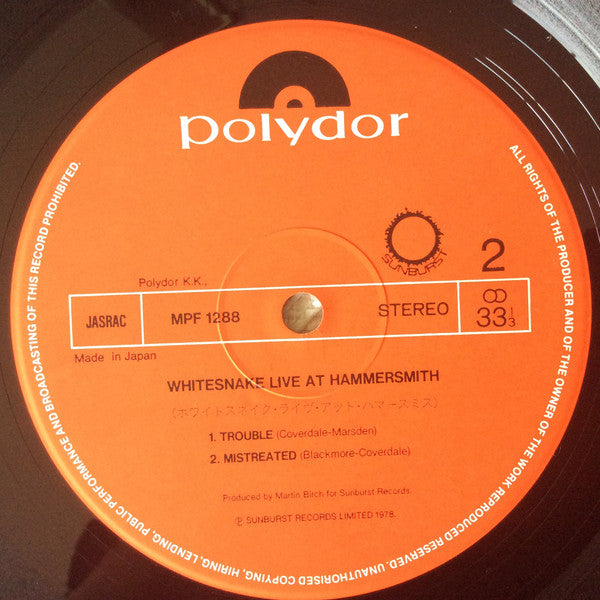 polydor
SUNBURST
2
Polydor K.K.,
JASRAC
MPF 1288
STEREO
33 1/3
Made in Japan
WHITESNAKE LIVE AT HAMMERSMITH
(ホワイトスネイク・ライヴ・アット・ハマースミス)
1. TROUBLE (Coverdale-Marsden)
2. MISTREATED (Blackmore-Coverdale)
Produced by Martin Birch for Sunburst Records.
Ⓟ SUNBURST RECORDS LIMITED 1978.
ALL RIGHTS OF THE PRODUCER AND OF THE OWNER OF THE WORK REPRODUCED RESERVED. UNAUTHORISED COPYING, HIRING, LENDING, PUBLIC PERFORMANCE AND BROADCASTING OF THIS RECORD PROHIBITED.